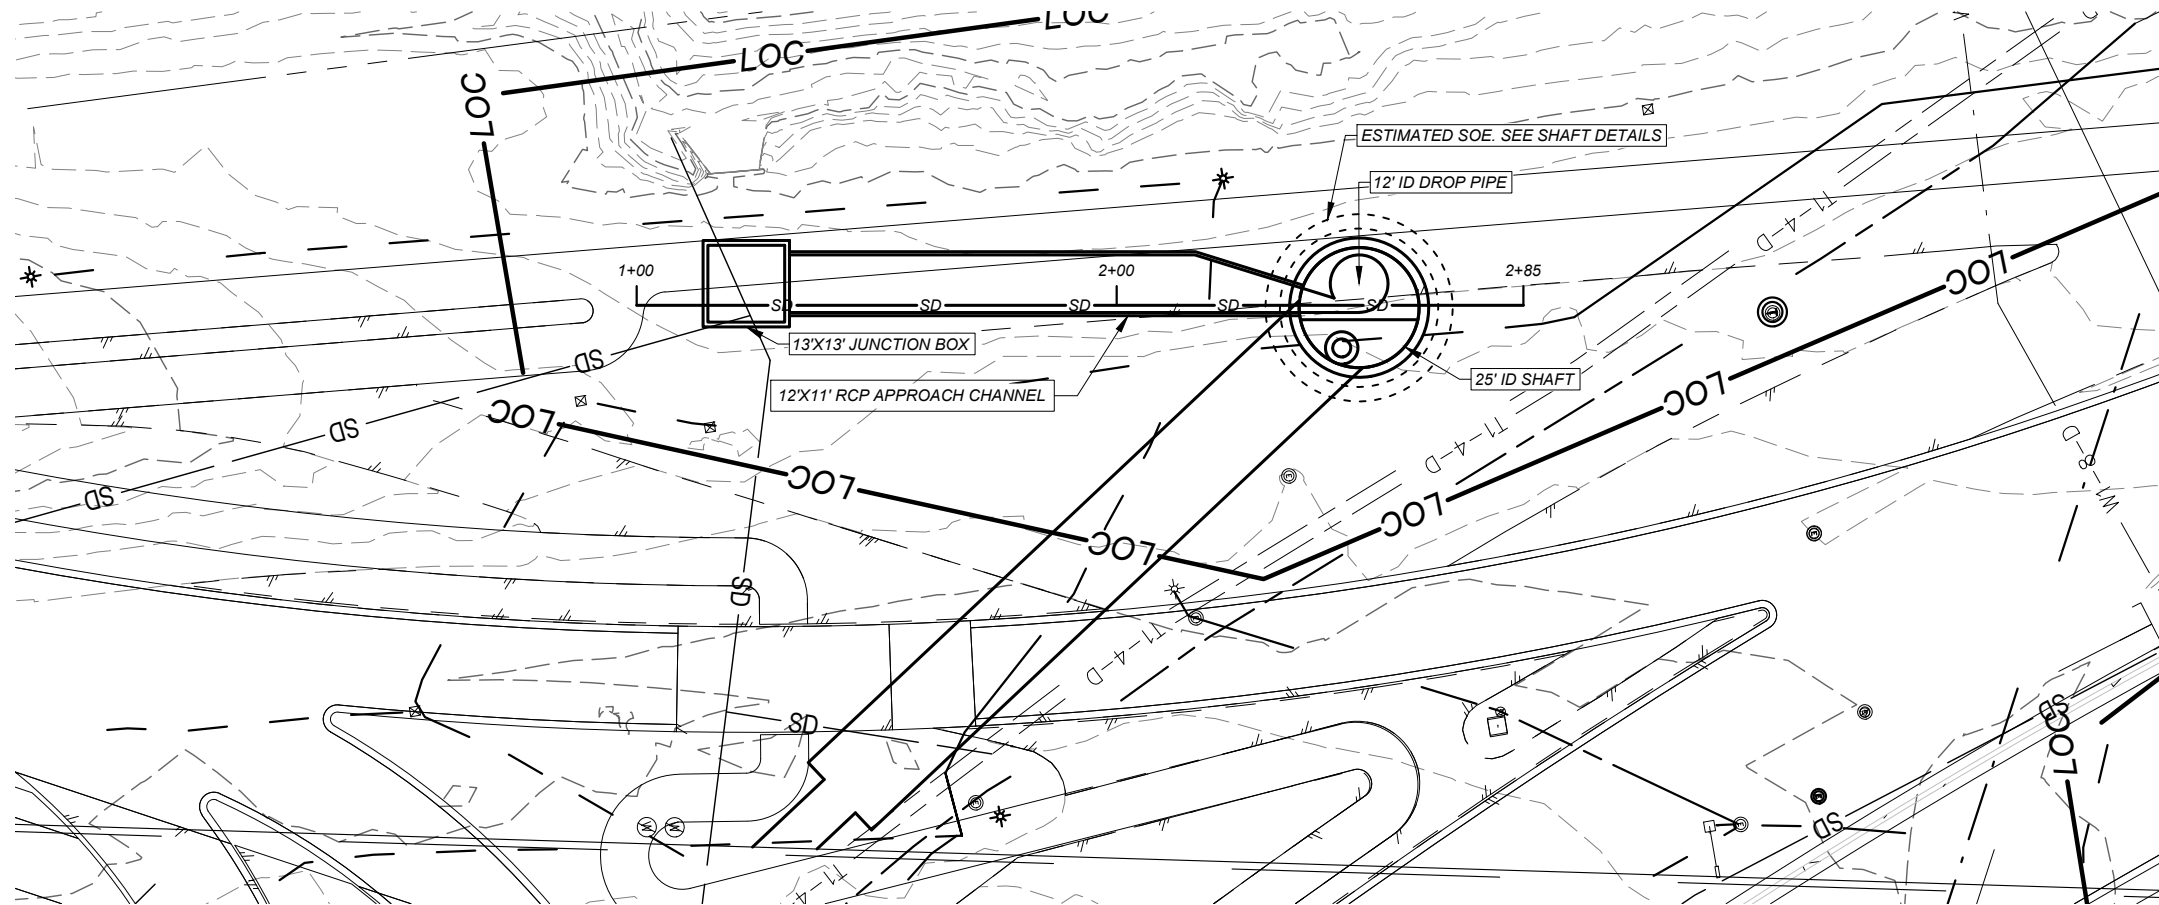 LOC
LOC
LOC
ESTIMATED SOE. SEE SHAFT DETAILS
12' ID DROP PIPE
T1-4-D
1+00
2+00
2+85
LOC
SD
SD
SD
SD
SD
13'X13' JUNCTION BOX
SD
25' ID SHAFT
12'X11' RCP APPROACH CHANNEL
LOC
LOC
SD
T1-4-D
LOC
LOC
SD
LOC
E
E
SD
E
T1-4-D
SD
SD
LOC
E
E
E
SD
W
W
T1-4